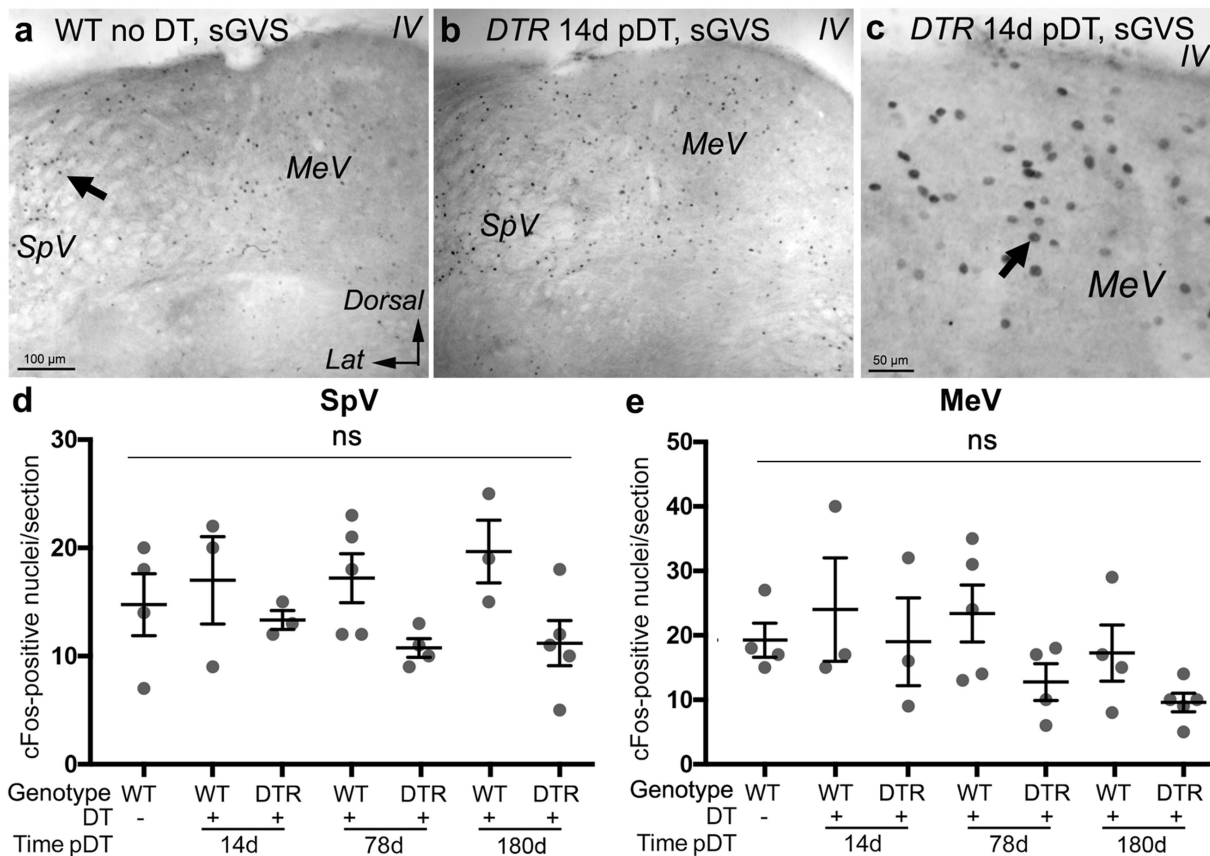 a WT no DT, sGVS IV
SpV
MeV
Dorsal
Lat
100 µm
b DTR 14d pDT, sGVS IV
MeV
SpV
c DTR 14d pDT, sGVS
IV
MeV
50 µm
d SpV
ns
cFos-positive nuclei/section
30
20
10
0
Genotype WT WT DTR WT DTR WT DTR
DT - + + + + + +
Time pDT 14d 78d 180d
e MeV
ns
cFos-positive nuclei/section
50
40
30
20
10
0
Genotype WT WT DTR WT DTR WT DTR
DT - + + + + + +
Time pDT 14d 78d 180d